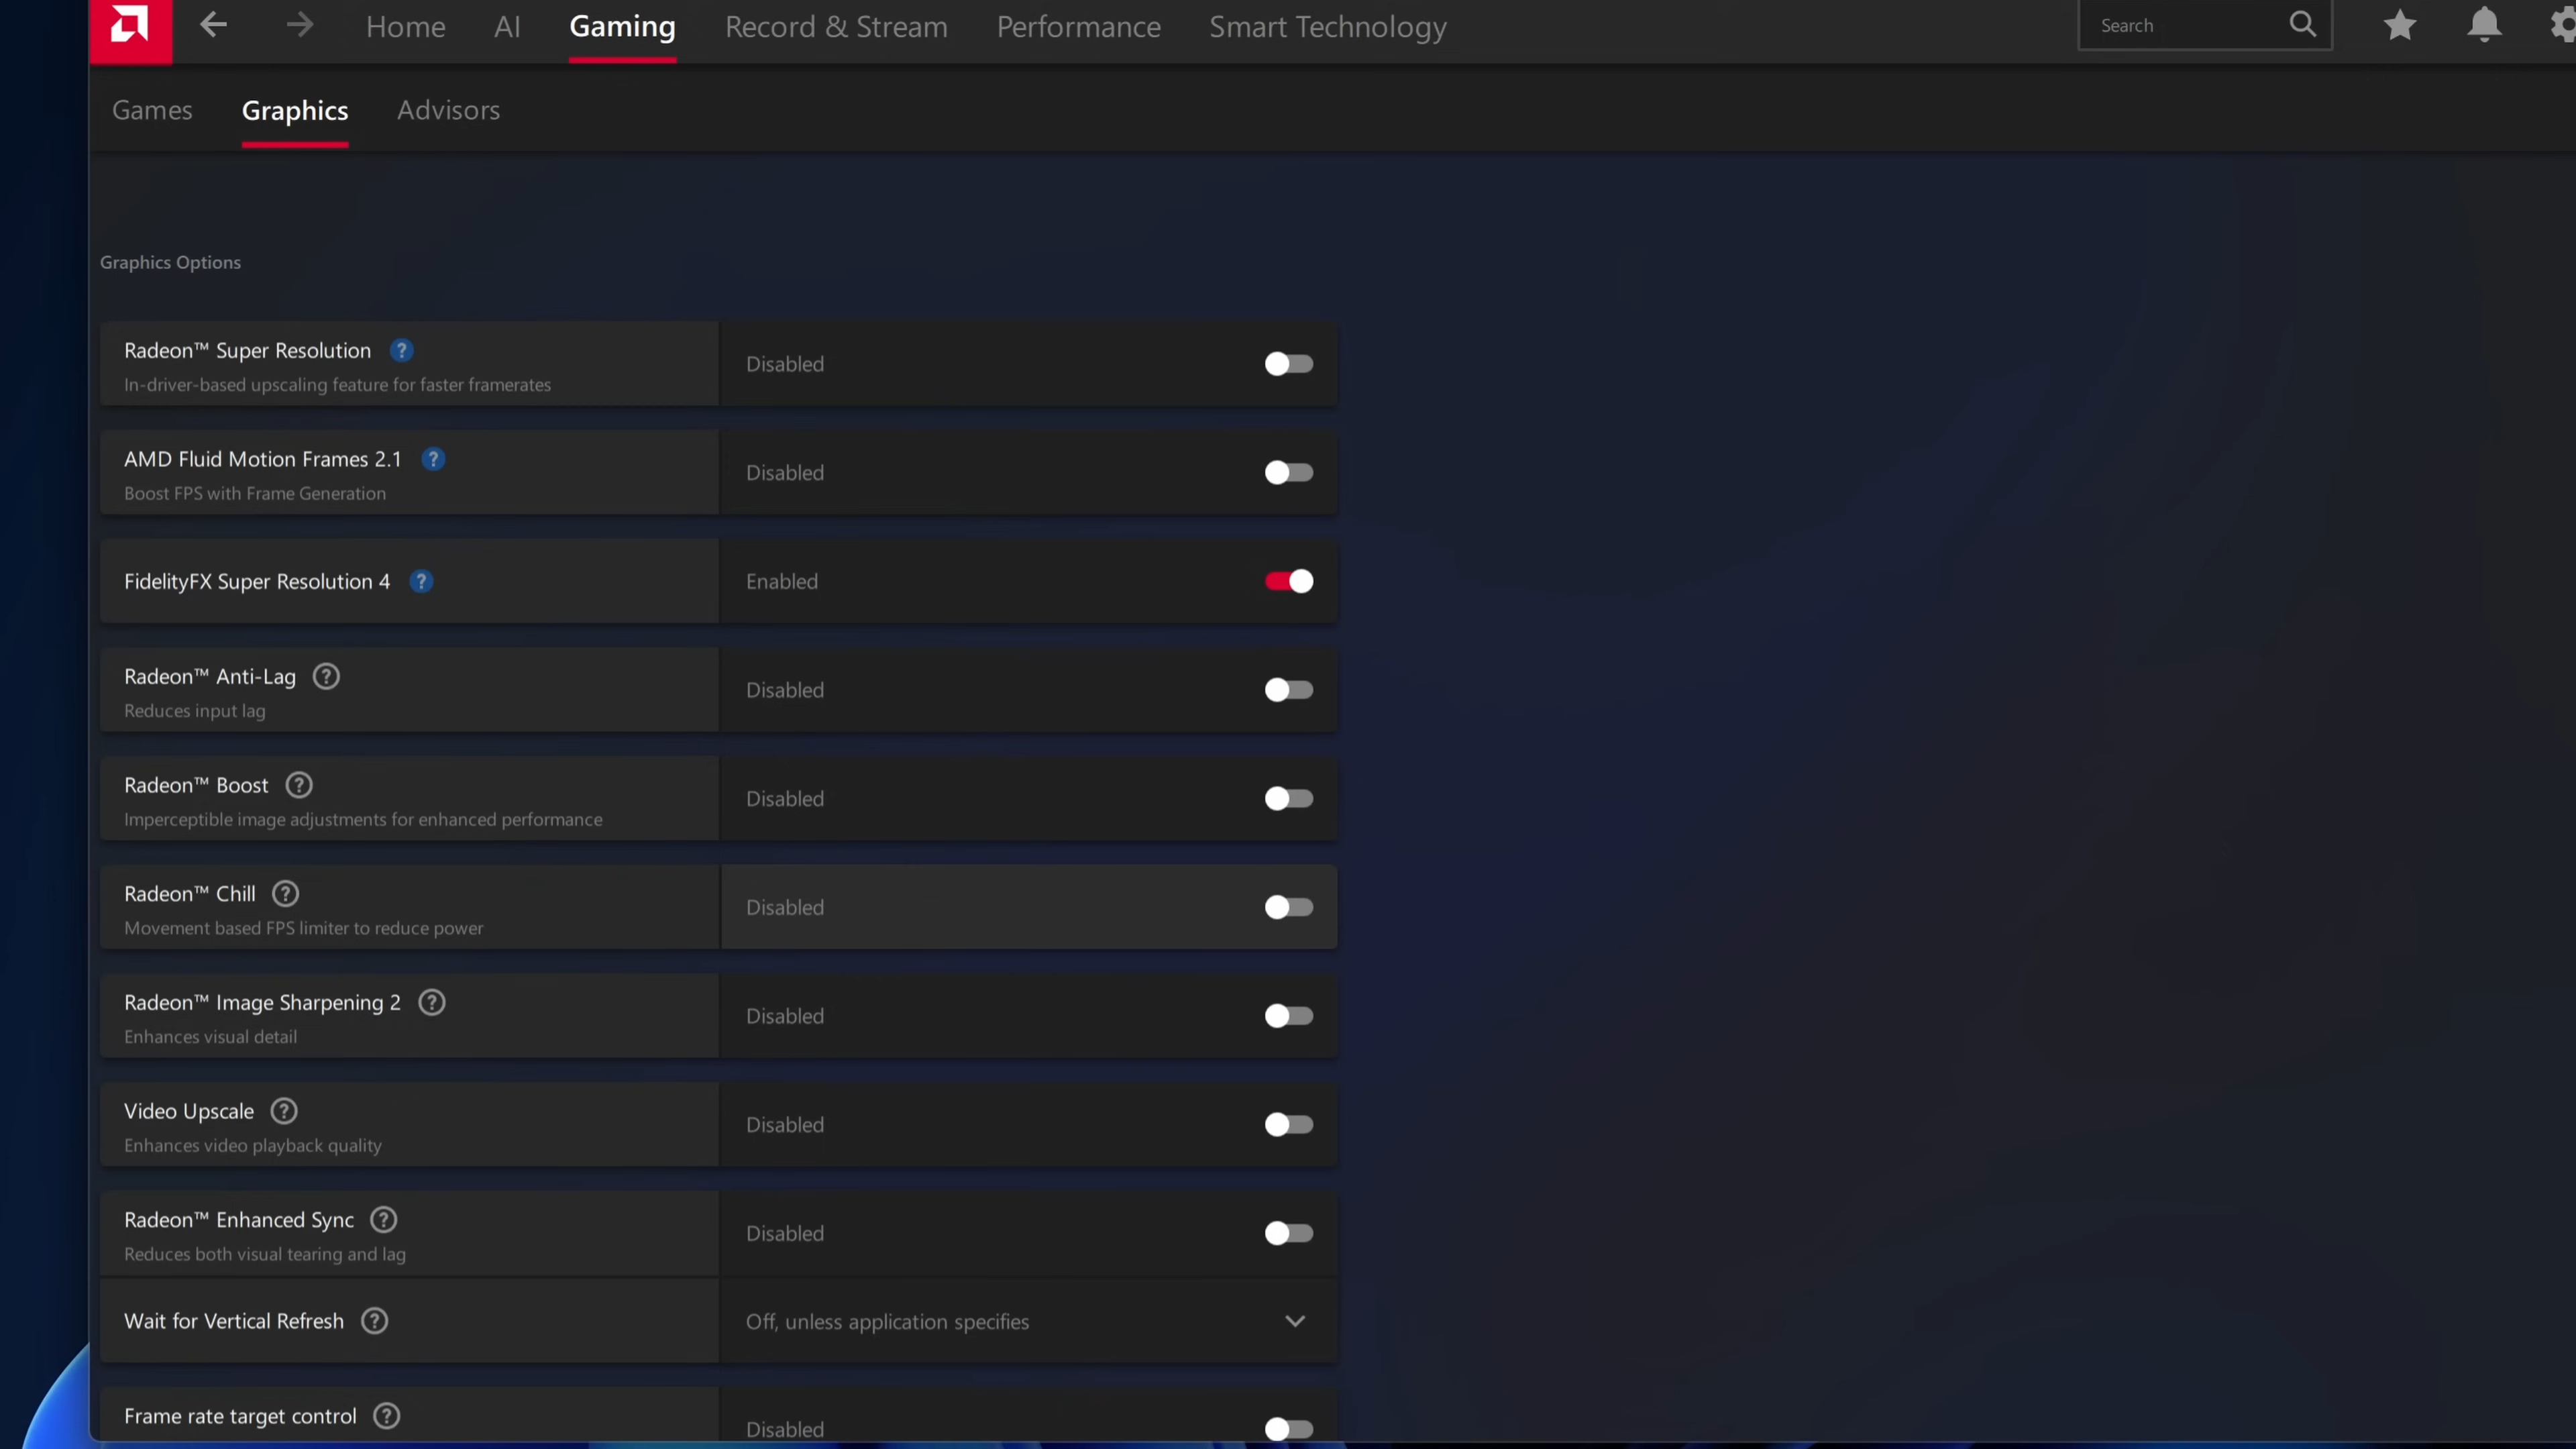 Home AI Gaming Record & Stream Performance Smart Technology Search
Games Graphics Advisors
Graphics Options
Radeon™ Super Resolution ?
In-driver-based upscaling feature for faster framerates
Disabled
AMD Fluid Motion Frames 2.1 ?
Boost FPS with Frame Generation
Disabled
FidelityFX Super Resolution 4 ?
Enabled
Radeon™ Anti-Lag ?
Reduces input lag
Disabled
Radeon™ Boost ?
Imperceptible image adjustments for enhanced performance
Disabled
Radeon™ Chill ?
Movement based FPS limiter to reduce power
Disabled
Radeon™ Image Sharpening 2 ?
Enhances visual detail
Disabled
Video Upscale ?
Enhances video playback quality
Disabled
Radeon™ Enhanced Sync ?
Reduces both visual tearing and lag
Disabled
Wait for Vertical Refresh ?
Off, unless application specifies
Frame rate target control ?
Disabled